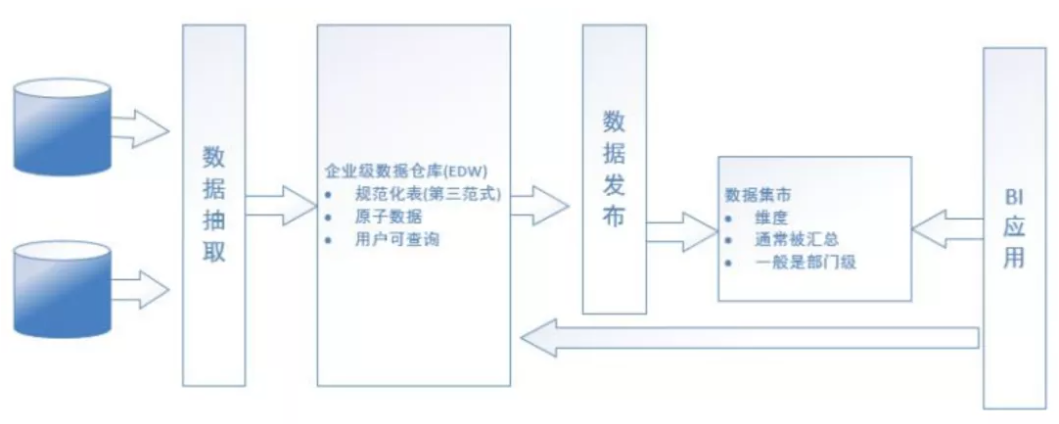 数据抽取
企业级数据仓库(EDW)
• 规范化表(第三范式)
• 原子数据
• 用户可查询
数据发布
数据集市
• 维度
• 通常被汇总
• 一般是部门级
BI应用